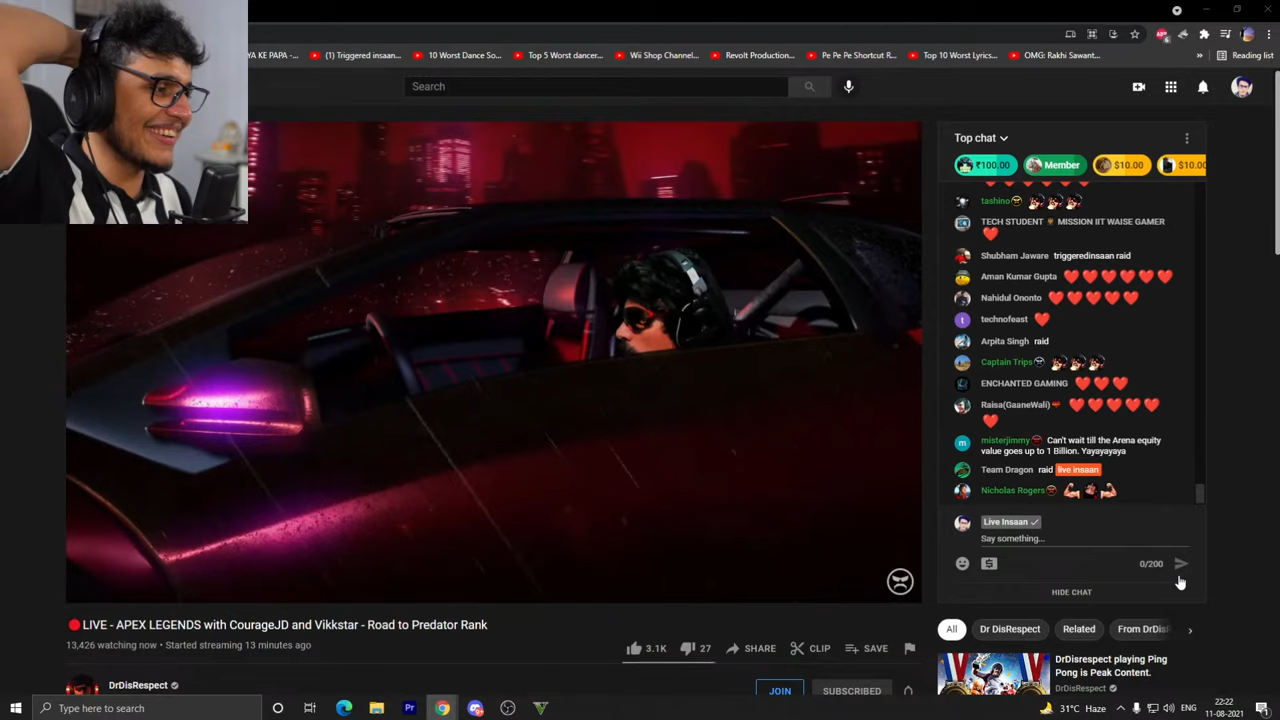 YA KE PAPA -...
(1) Triggered insaan...
10 Worst Dance So...
Top 5 Worst dancer...
Wii Shop Channel...
Revolt Production...
Pe Pe Pe Shortcut R...
Top 10 Worst Lyrics...
OMG: Rakhi Sawant...
»
Reading list
Search
Top chat
₹100.00
Member
$10.00
$10.00
tashino
TECH STUDENT MISSION IIT WAISE GAMER
Shubham Jaware triggeredinsaan raid
Aman Kumar Gupta
Nahidul Ononto
t technofeast
Arpita Singh raid
Captain Trips
ENCHANTED GAMING
Raisa(GaaneWali)
m misterjimmy Can't wait till the Arena equity
value goes up to 1 Billion. Yayayayaya
Team Dragon raid live insaan
Nicholas Rogers
Live Insaan
Say something...
0/200
HIDE CHAT
LIVE - APEX LEGENDS with CourageJD and Vikkstar - Road to Predator Rank
13,426 watching now • Started streaming 13 minutes ago
3.1K
27
SHARE
CLIP
SAVE
All
Dr DisRespect
Related
From DrDis
DrDisrespect playing Ping
Pong is Peak Content.
DrDisrespect
DrDisRespect
JOIN
SUBSCRIBED
Type here to search
Pr
31°C Haze
ENG
22:22
11-08-2021